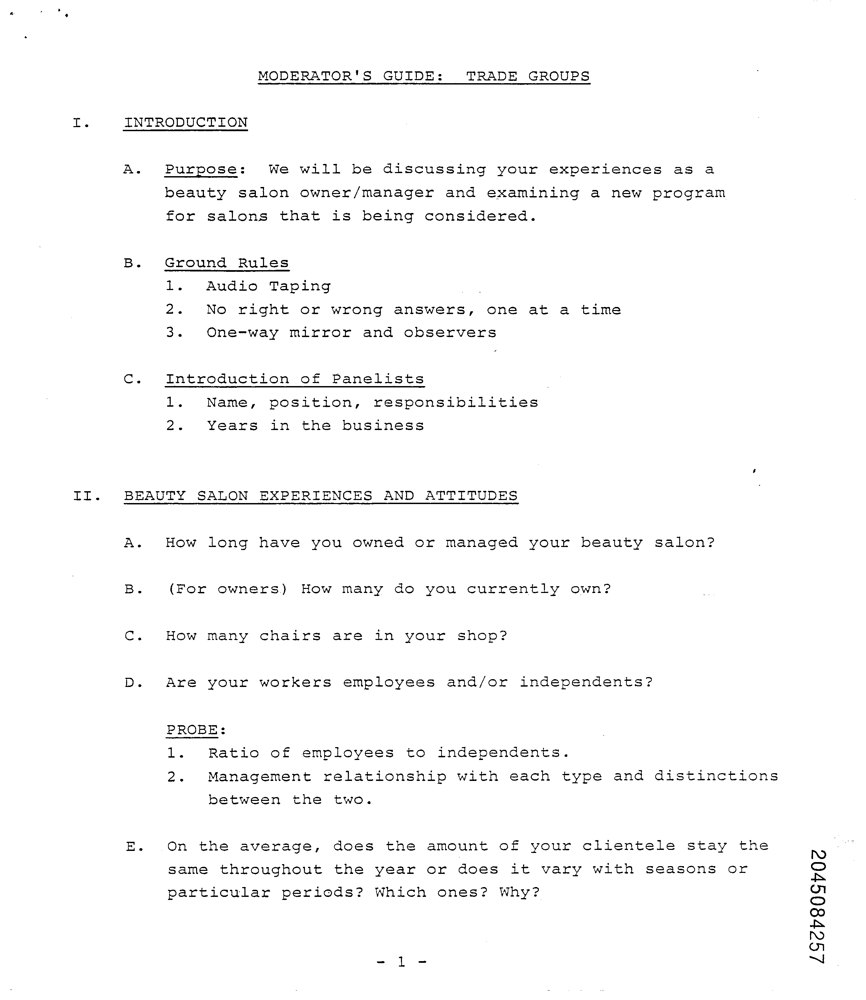 MODERATOR'S GUIDE: TRADE GROUPS
I. INTRODUCTION
A. Purpose: We will be discussing your experiences as a
beauty salon owner/manager and examining a new program
for salons that is being considered.
B. Ground Rules
1. Audio Taping
2. No right or wrong answers, one at a time
3. One-way mirror and observers
C. Introduction of Panelists
1. Name, position, responsibilities
2. Years in the business
II. BEAUTY SALON EXPERIENCES AND ATTITUDES
A. How long have you owned or managed your beauty salon?
B. (For owners) How many do you currently own?
C. How many chairs are in your shop?
D. Are your workers employees and/or independents?
PROBE:
1. Ratio of employees to independents.
2. Management relationship with each type and distinctions
between the two.
E. On the average, does the amount of your clientele stay the
same throughout the year or does it vary with seasons or
particular periods? Which ones? Why?
- 1 -
2045084257